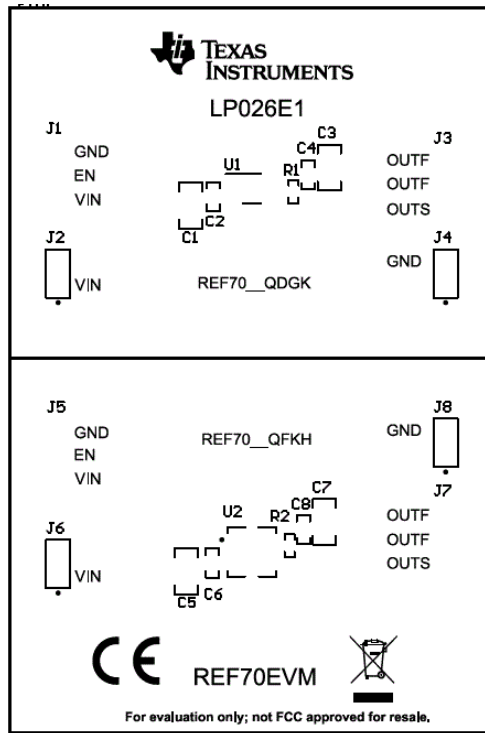 TEXAS
INSTRUMENTS
LP026E1
J1
GND
EN
VIN
U1
C4
C3
R1
C1
C2
J3
OUTF
OUTF
OUTS
J2
VIN
REF70__QDGK
J4
GND
J5
GND
EN
VIN
REF70__QFKH
J8
GND
J7
OUTF
OUTF
OUTS
U2
R2
C8
C7
J6
VIN
C5
C6
CE
REF70EVM
For evaluation only; not FCC approved for resale.